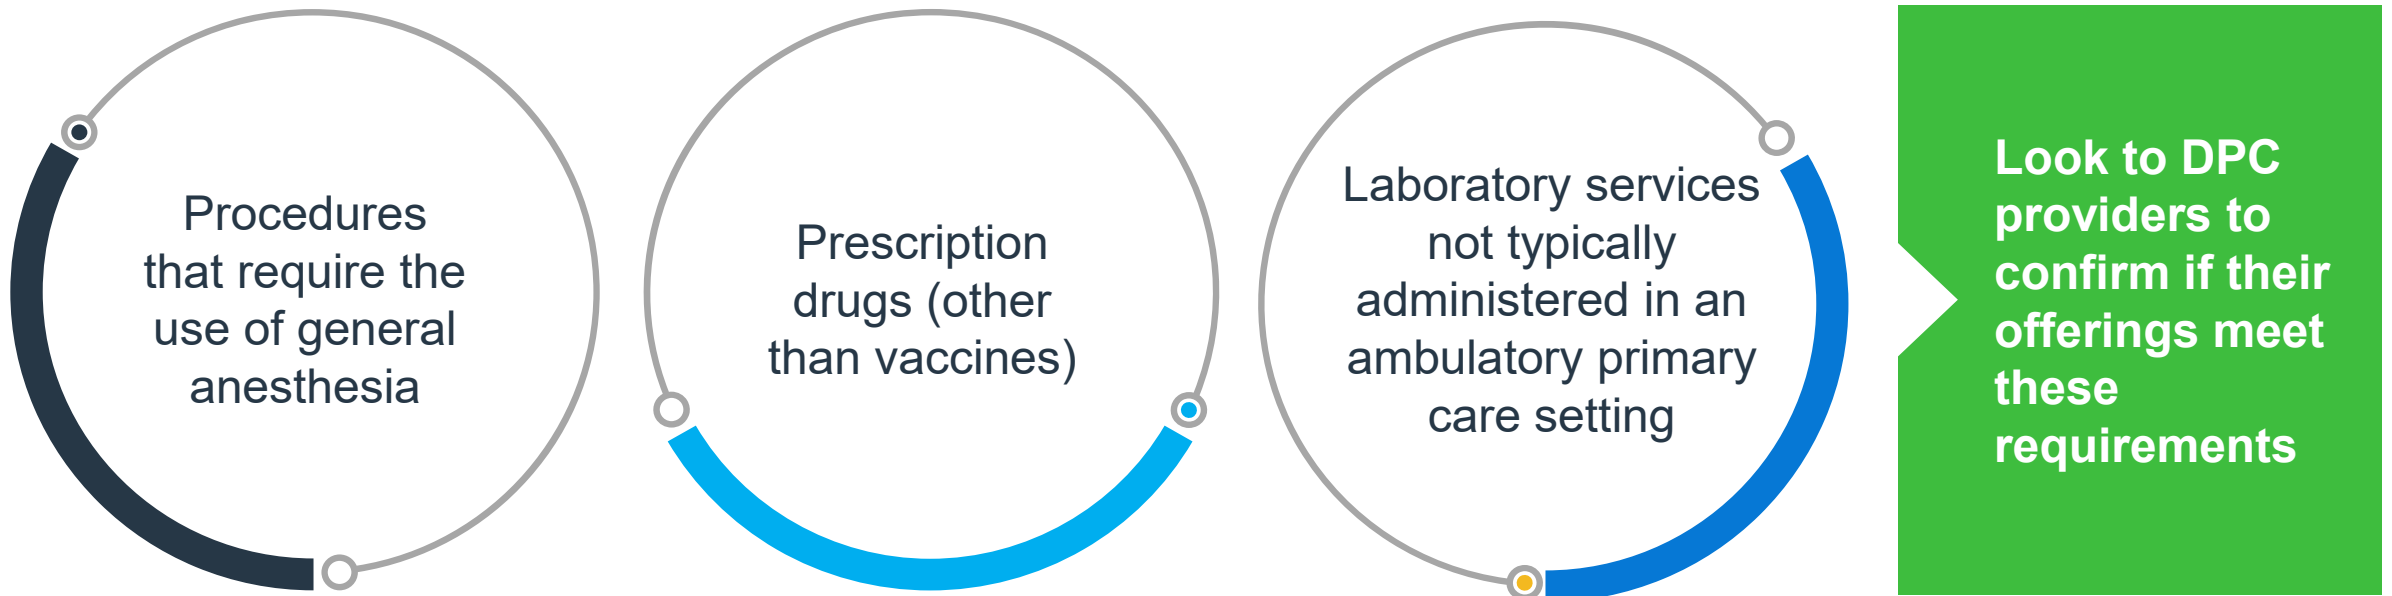 Procedures
that require the
use of general
anesthesia
Prescription
drugs (other
than vaccines)
Laboratory services
not typically
administered in an
ambulatory primary
care setting
Look to DPC
providers to
confirm if their
offerings meet
these
requirements